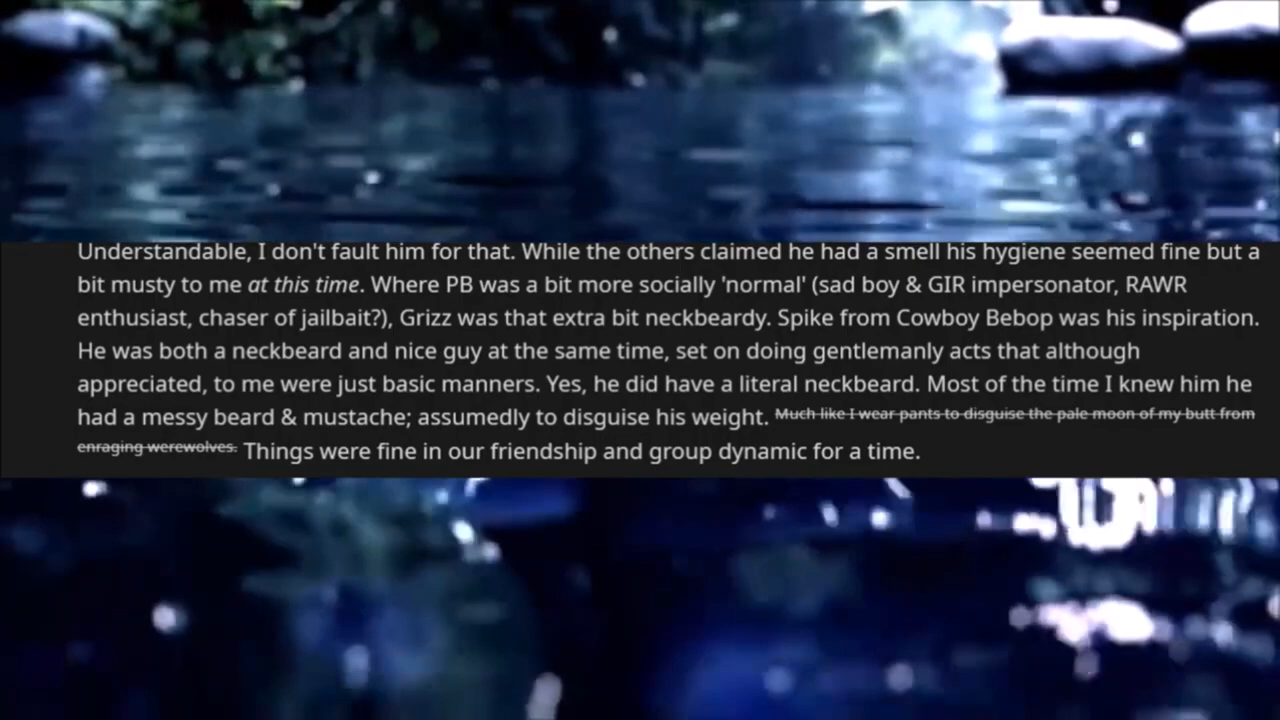 Understandable, I don't fault him for that. While the others claimed he had a smell his hygiene seemed fine but a
bit musty to me at this time. Where PB was a bit more socially 'normal' (sad boy & GIR impersonator, RAWR
enthusiast, chaser of jailbait?), Grizz was that extra bit neckbeardy. Spike from Cowboy Bebop was his inspiration.
He was both a neckbeard and nice guy at the same time, set on doing gentlemanly acts that although
appreciated, to me were just basic manners. Yes, he did have a literal neckbeard. Most of the time I knew him he
had a messy beard & mustache; assumedly to disguise his weight. Much like I wear pants to disguise the pale moon of my butt from
enraging werewolves. Things were fine in our friendship and group dynamic for a time.